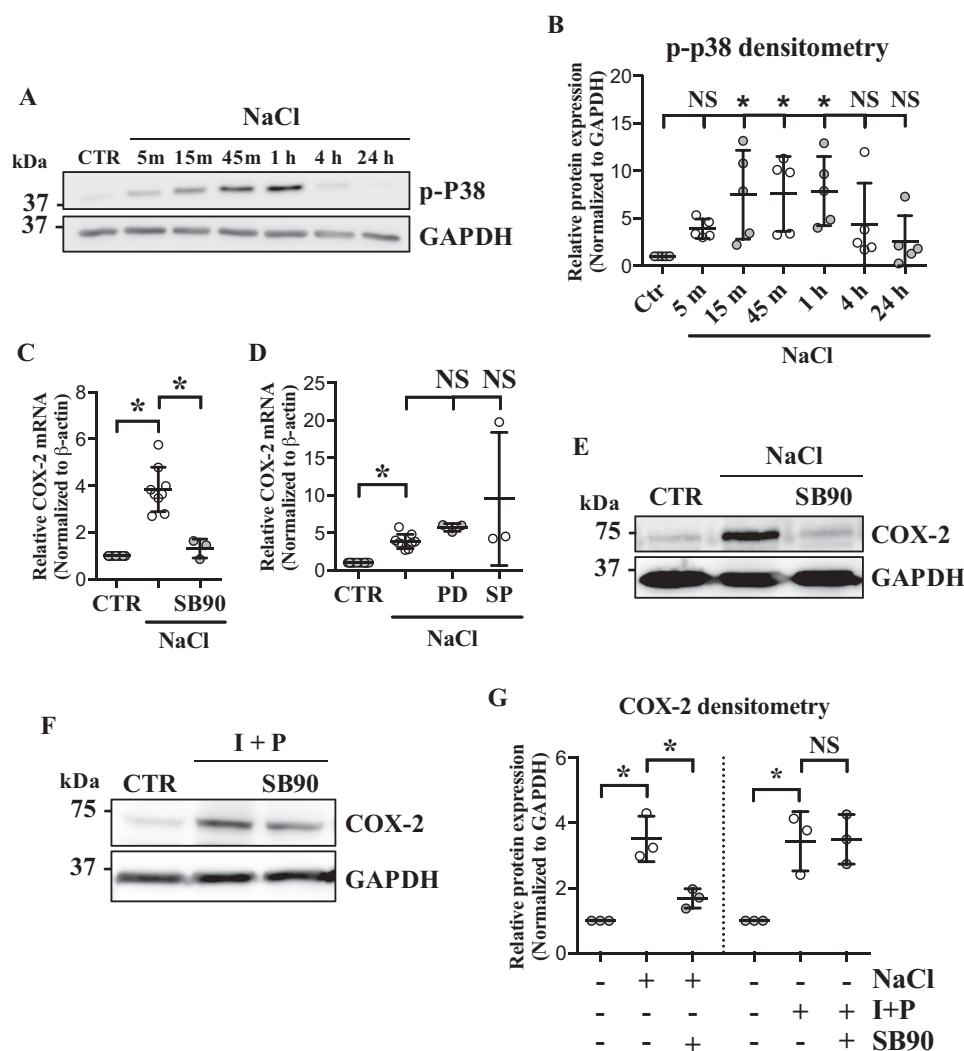 A
NaCl
kDa
CTR 5m 15m 45m 1 h 4 h 24 h
37
p-P38
37
GAPDH
B
p-p38 densitometry
Relative protein expression
(Normalized to GAPDH)
20
15
10
5
0
NS * * * NS NS
Ctr 5 m 15 m 45 m 1 h 4 h 24 h
NaCl
C
Relative COX-2 mRNA
(Normalized to β-actin)
8
6
4
2
0
* *
CTR SB90
NaCl
D
Relative COX-2 mRNA
(Normalized to β-actin)
25
20
15
10
5
0
* NS NS
CTR PD SP
NaCl
E
NaCl
kDa CTR SB90
75
COX-2
37
GAPDH
F
I + P
kDa CTR SB90
75
COX-2
37
GAPDH
G
COX-2 densitometry
Relative protein expression
(Normalized to GAPDH)
6
4
2
0
* * * NS
- + + - - - NaCl
- - - - + + I+P
- - + - - + SB90